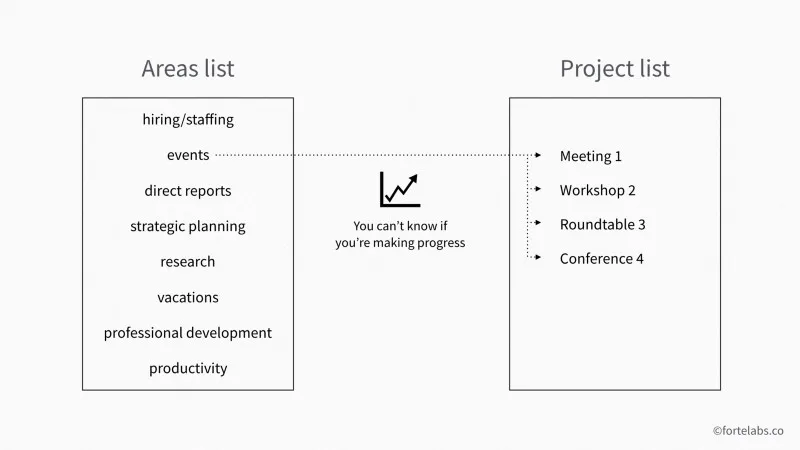 Areas list
hiring/staffing
events
direct reports
strategic planning
research
vacations
professional development
productivity
You can't know if
you're making progress
Project list
Meeting 1
Workshop 2
Roundtable 3
Conference 4
©fortelabs.co